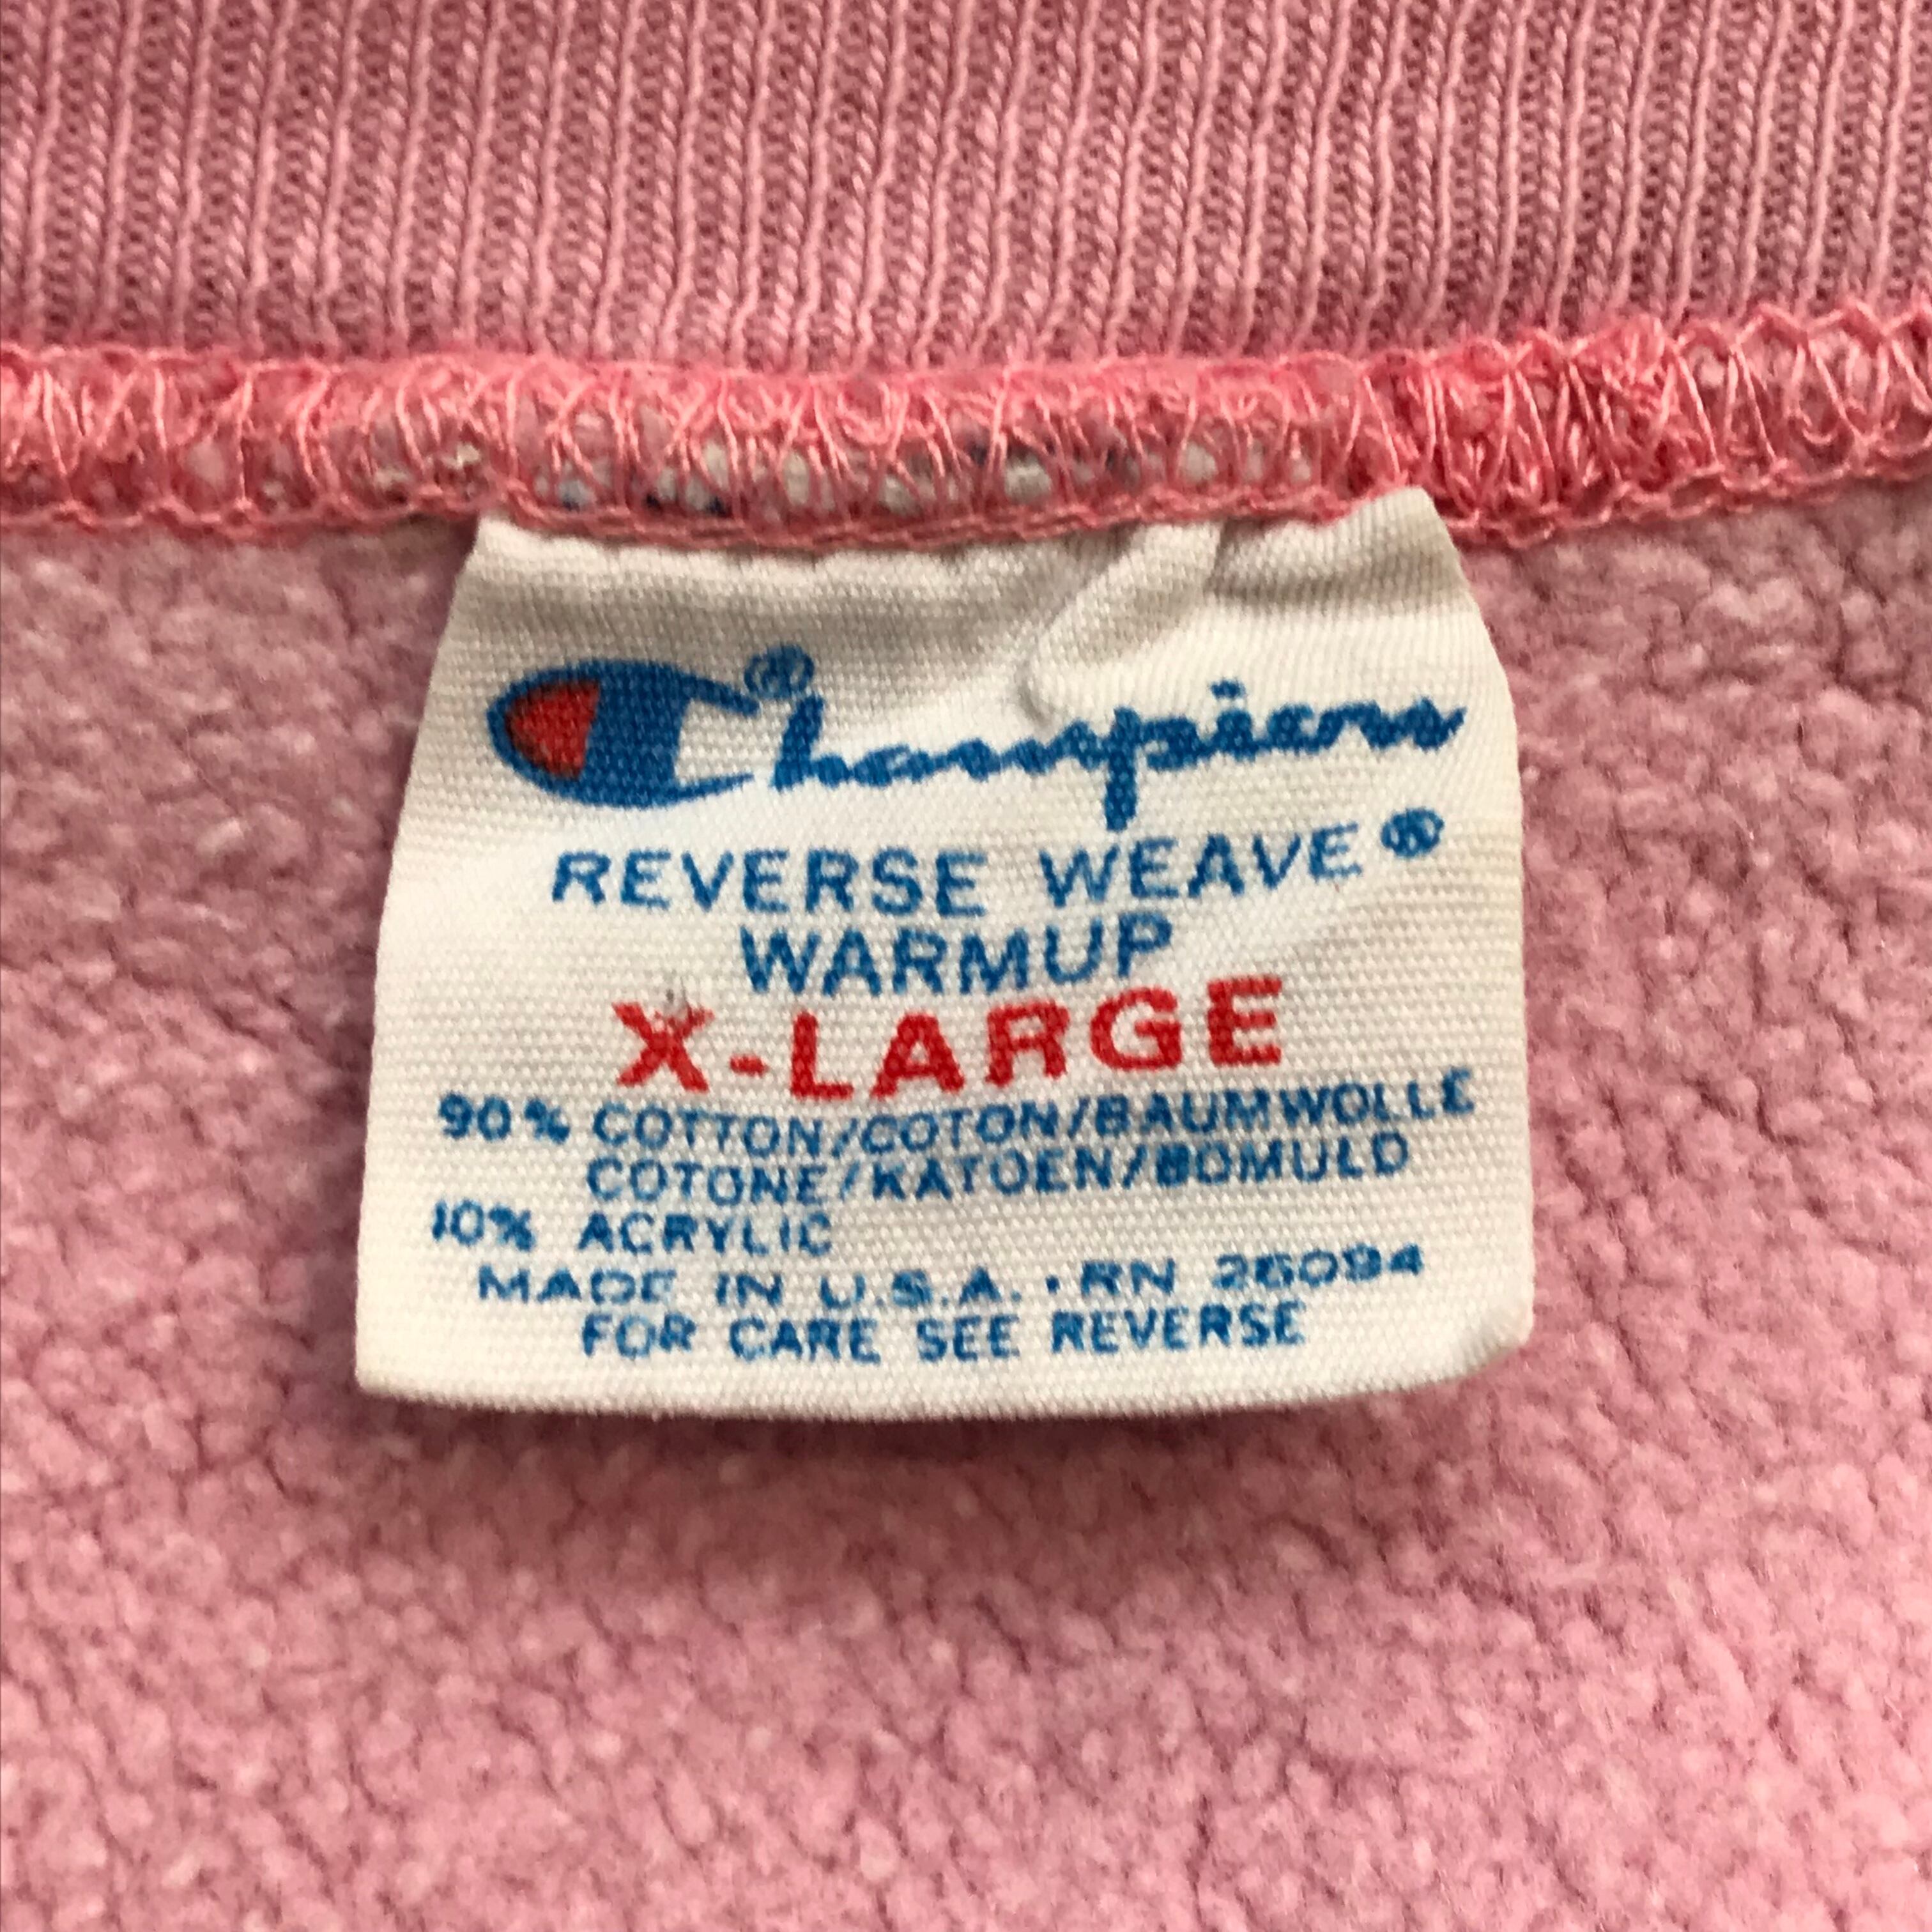 Champion®
REVERSE WEAVE®
WARMUP
X-LARGE
90% COTTON/COTON/BAUMWOLLE
COTONE/KATOEN/BOMULD
10% ACRYLIC
MADE IN U.S.A. • RN 26094
FOR CARE SEE REVERSE